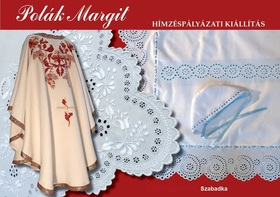 Polák Margit
HÍMZÉSPÁLYÁZATI KIÁLLÍTÁS
Szabadka